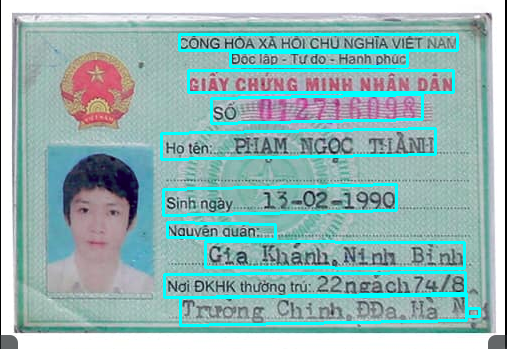 CỘNG HÒA XÃ HỘI CHỦ NGHĨA VIỆT NAM
Độc lập - Tự do - Hạnh phúc
GIẤY CHỨNG MINH NHÂN DÂN
SỐ 012716098
Họ tên: PHẠM NGỌC THÀNH
Sinh ngày 13-02-1990
Nguyên quán:
Gia Khánh, Ninh Bình
Nơi ĐKHK thường trú: 22ngách74/8
Trường Chinh, ĐĐa, Hà N
VIỆT NAM